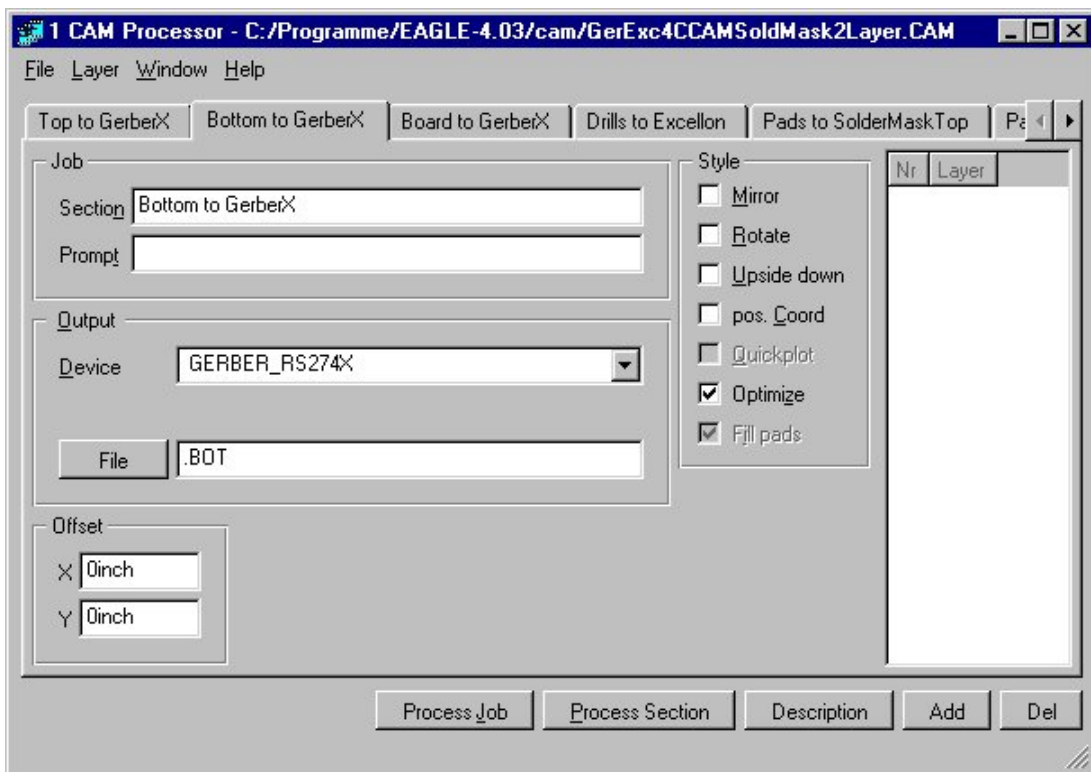 1 CAM Processor - C:/Programme/EAGLE-4.03/cam/GerExc4CCAMSoldMask2Layer.CAM
File Layer Window Help
Top to GerberX Bottom to GerberX Board to GerberX Drills to Excellon Pads to SolderMaskTop Pa
Job
Section Bottom to GerberX
Prompt
Output
Device GERBER_RS274X
File .BOT
Offset
X 0inch
Y 0inch
Style
Mirror
Rotate
Upside down
pos. Coord
Quickplot
Optimize
Fill pads
Nr Layer
Process Job Process Section Description Add Del